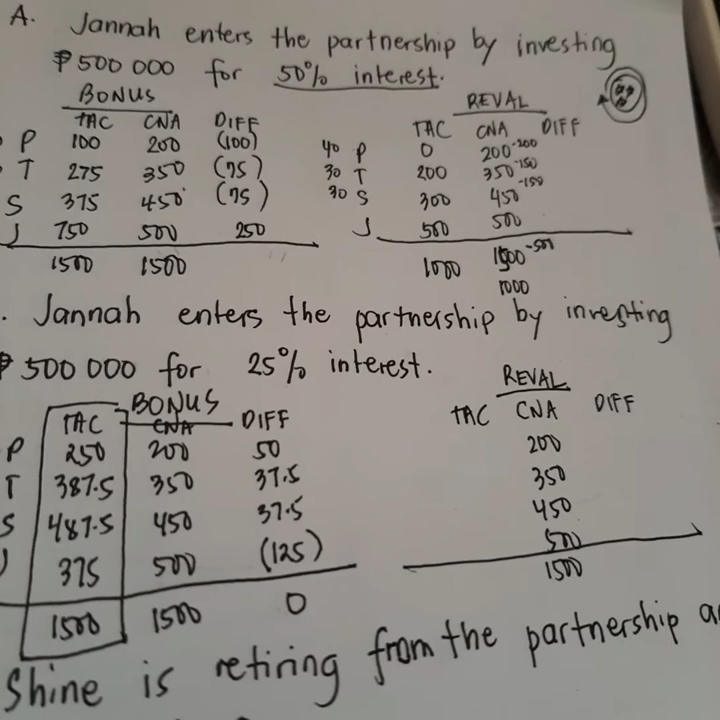 A. Jannah enters the partnership by investing
₱500 000 for 50% interest.
BONUS
TAC CNA DIFF
P 100 200 (100)
T 275 350 (75)
S 375 450 (75)
J 750 500 250
1500 1500
REVAL
TAC CNA DIFF
40 P 0 200 -200
30 T 200 350 -150
30 S 300 450 -150
J 500 500
1000 1500 -500
1000
. Jannah enters the partnership by investing
₱ 500 000 for 25% interest.
BONUS
TAC CNA DIFF
P 250 200 50
T 387.5 350 37.5
S 487.5 450 37.5
J 375 500 (125)
1500 1500 0
REVAL
TAC CNA DIFF
200
350
450
500
1500
Shine is retiring from the partnership